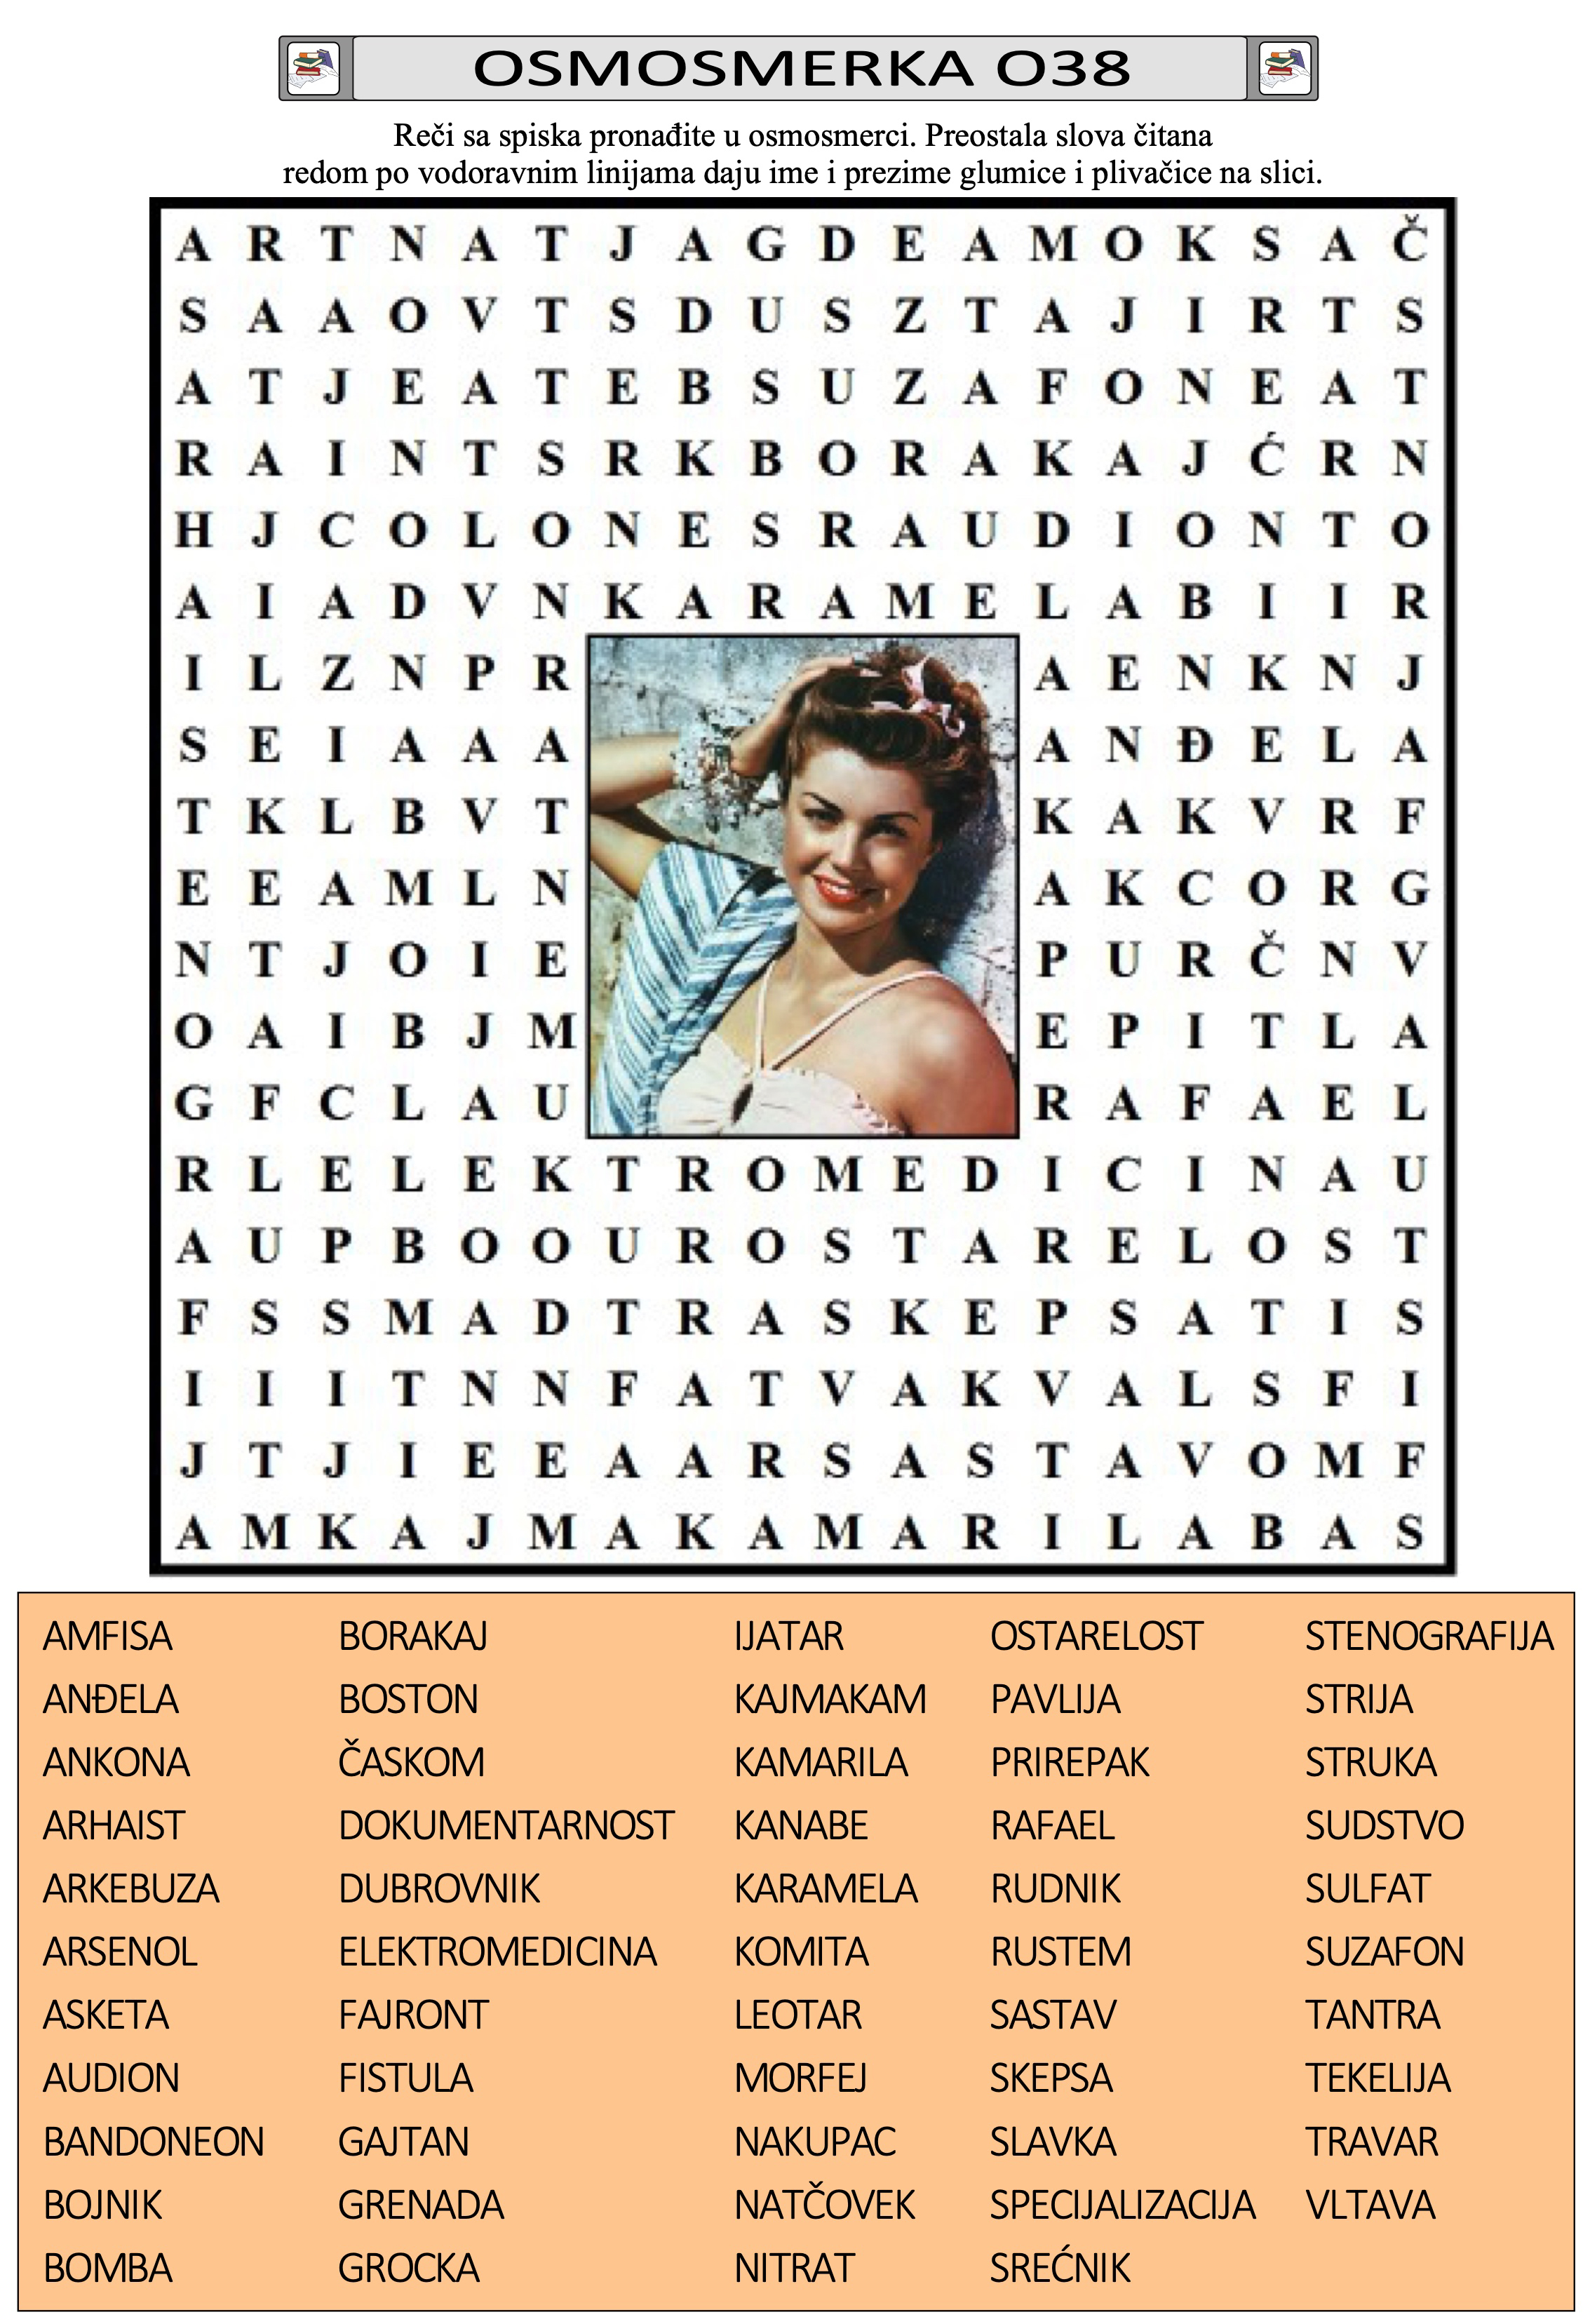 OSMOSMERKA O38
Reči sa spiska pronađite u osmosmerci. Preostala slova čitana
redom po vodoravnim linijama daju ime i prezime glumice i plivačice na slici.
A R T N A T J A G D E A M O K S A Č
S A A O V T S D U S Z T A J I R T S
A T J E A T E B S U Z A F O N E A T
R A I N T S R K B O R A K A J Ć R N
H J C O L O N E S R A U D I O N T O
A I A D V N K A R A M E L A B I I R
I L Z N P R A E N K N J
S E I A A A A N Đ E L A
T K L B V T K A K V R F
E E A M L N A K C O R G
N T J O I E P U R Č N V
O A I B J M E P I T L A
G F C L A U R A F A E L
R L E L E K T R O M E D I C I N A U
A U P B O O U R O S T A R E L O S T
F S S M A D T R A S K E P S A T I S
I I I T N N F A T V A K V A L S F I
J T J I E E A A R S A S T A V O M F
A M K A J M A K A M A R I L A B A S
AMFISA BORAKAJ IJATAR OSTARELOST STENOGRAFIJA
ANĐELA BOSTON KAJMAKAM PAVLIJA STRIJA
ANKONA ČASKOM KAMARILA PRIREPAK STRUKA
ARHAIST DOKUMENTARNOST KANABE RAFAEL SUDSTVO
ARKEBUZA DUBROVNIK KARAMELA RUDNIK SULFAT
ARSENOL ELEKTROMEDICINA KOMITA RUSTEM SUZAFON
ASKETA FAJRONT LEOTAR SASTAV TANTRA
AUDION FISTULA MORFEJ SKEPSA TEKELIJA
BANDONEON GAJTAN NAKUPAC SLAVKA TRAVAR
BOJNIK GRENADA NATČOVEK SPECIJALIZACIJA VLTAVA
BOMBA GROCKA NITRAT SREĆNIK